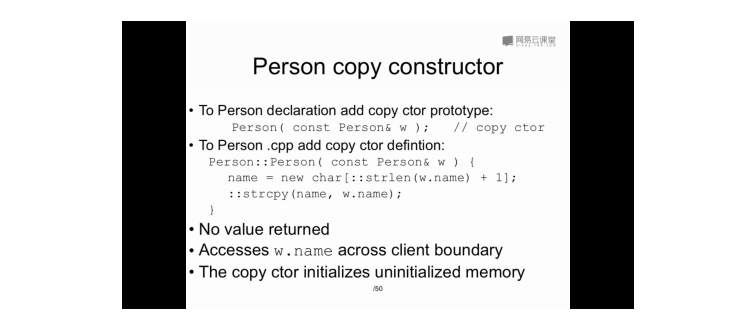 网易云课堂
Person copy constructor
• To Person declaration add copy ctor prototype:
Person( const Person& w );   // copy ctor
• To Person .cpp add copy ctor defintion:
Person::Person( const Person& w ) {
name = new char[::strlen(w.name) + 1];
::strcpy(name, w.name);
}
• No value returned
• Accesses w.name across client boundary
• The copy ctor initializes uninitialized memory
/50